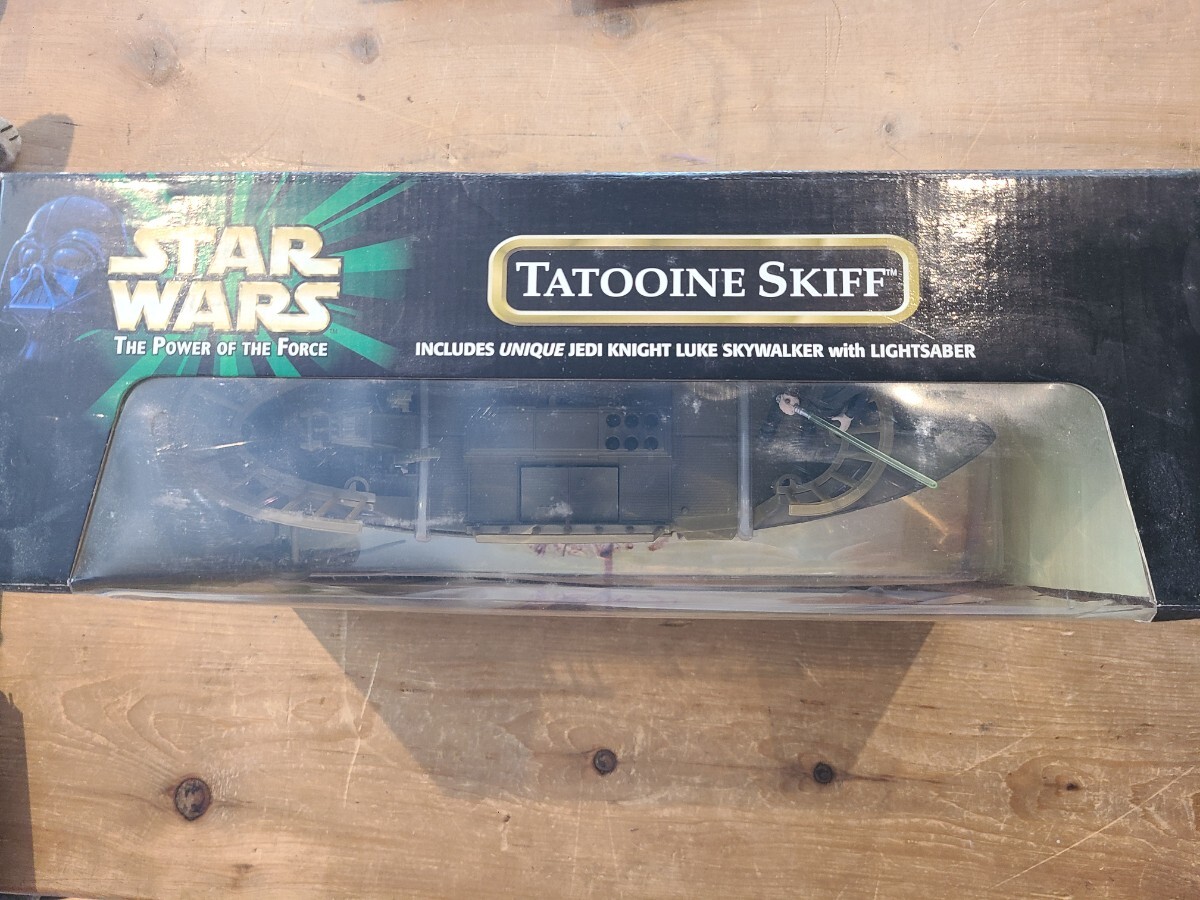 STAR
WARS
THE POWER OF THE FORCE
TATOOINE SKIFF™
INCLUDES UNIQUE JEDI KNIGHT LUKE SKYWALKER with LIGHTSABER